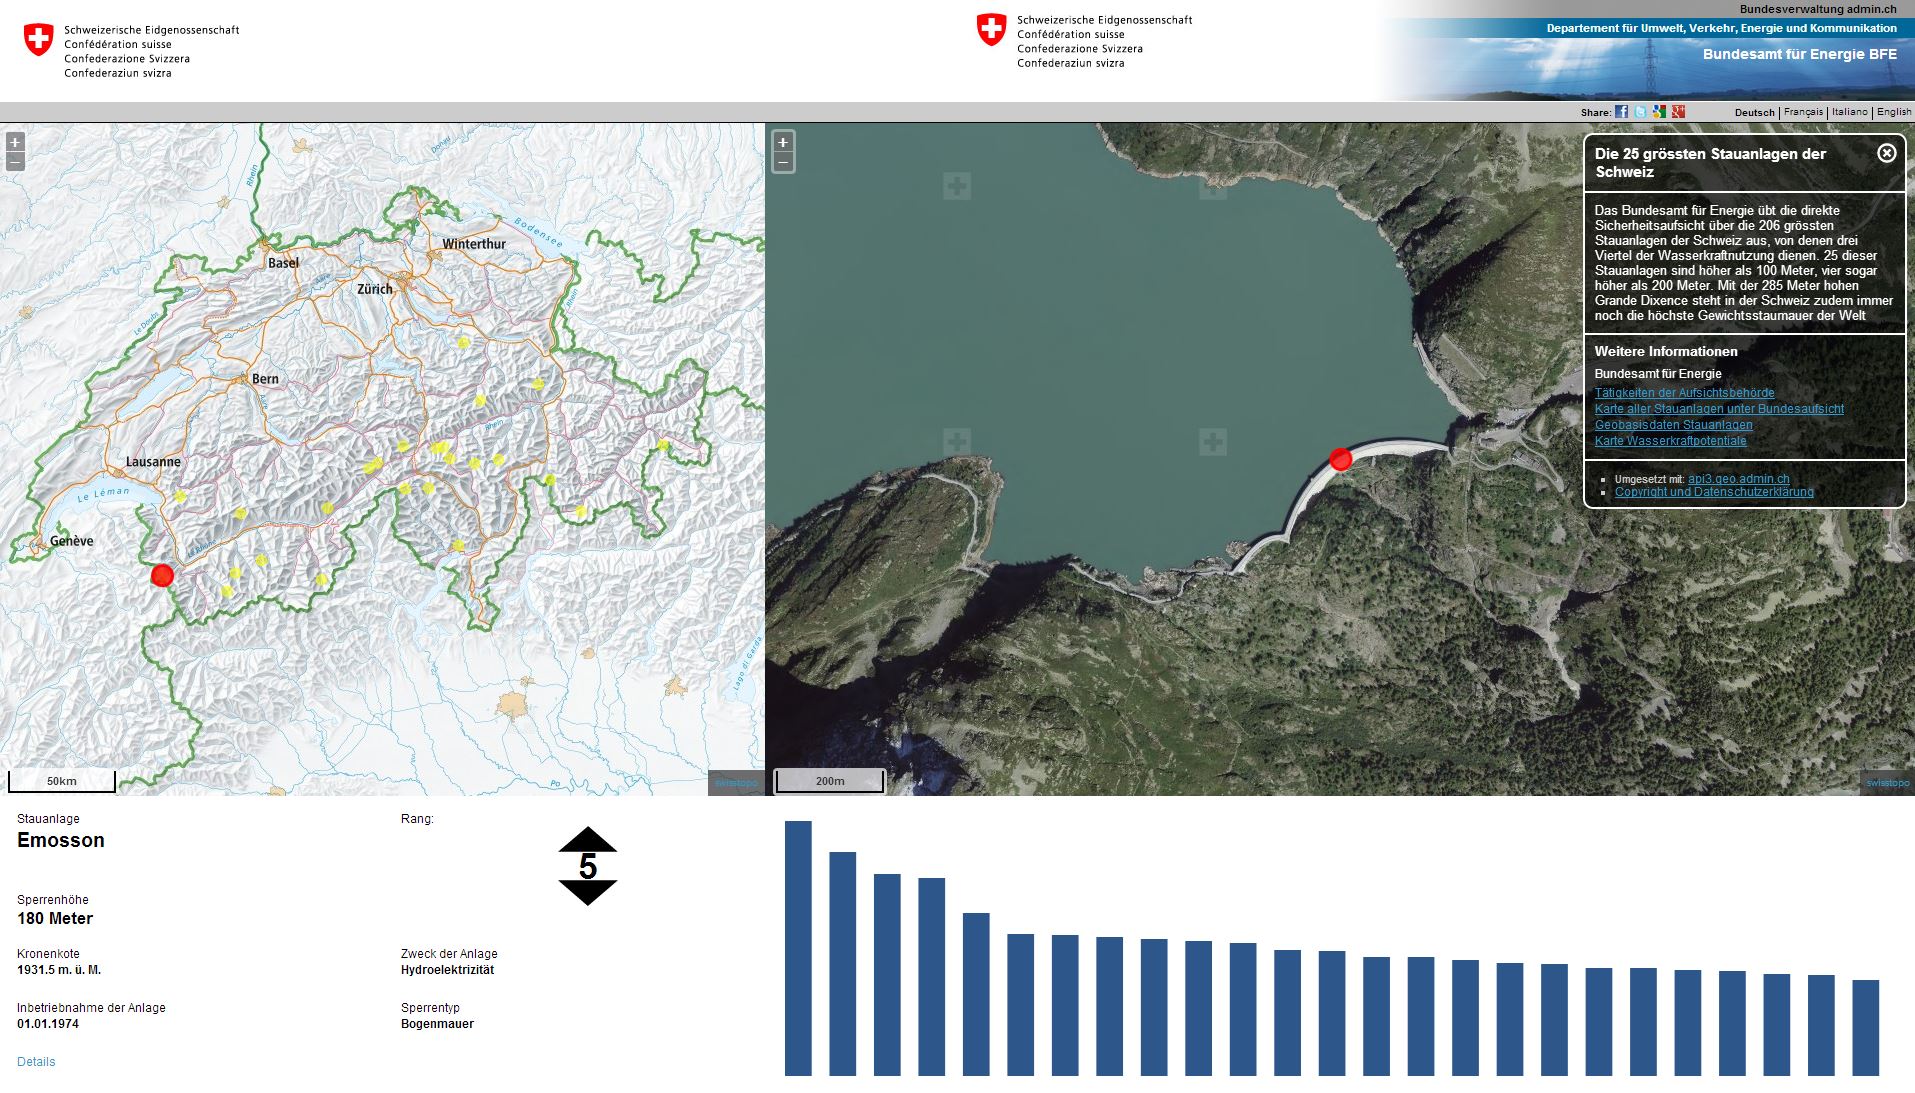 Schweizerische Eidgenossenschaft
Confédération suisse
Confederazione Svizzera
Confederaziun svizra
Schweizerische Eidgenossenschaft
Confédération suisse
Confederazione Svizzera
Confederaziun svizra
Bundesverwaltung admin.ch
Departement für Umwelt, Verkehr, Energie und Kommunikation
Bundesamt für Energie BFE
Share:
Deutsch | Français | Italiano | English
+
−
Rhein
Donau
Bodensee
Winterthur
Basel
Zürich
Aare
Rhein
Le Doubs
Bern
Aare
Rhein
Lausanne
Le Léman
Genève
Le Rhône
Lago di Garda
Po
50km
swisstopo
+
−
200m
swisstopo
Die 25 grössten Stauanlagen der
Schweiz
Das Bundesamt für Energie übt die direkte
Sicherheitsaufsicht über die 206 grössten
Stauanlagen der Schweiz aus, von denen drei
Viertel der Wasserkraftnutzung dienen. 25 dieser
Stauanlagen sind höher als 100 Meter, vier sogar
höher als 200 Meter. Mit der 285 Meter hohen
Grande Dixence steht in der Schweiz zudem immer
noch die höchste Gewichtsstaumauer der Welt
Weitere Informationen
Bundesamt für Energie
Tätigkeiten der Aufsichtsbehörde
Karte aller Stauanlagen unter Bundesaufsicht
Geobasisdaten Stauanlagen
Karte Wasserkraftpotentiale
Umgesetzt mit: api3.geo.admin.ch
Copyright und Datenschutzerklärung
Stauanlage
Emosson
Rang:
5
Sperrenhöhe
180 Meter
Kronenkote
1931.5 m. ü. M.
Zweck der Anlage
Hydroelektrizität
Inbetriebnahme der Anlage
01.01.1974
Sperrentyp
Bogenmauer
Details